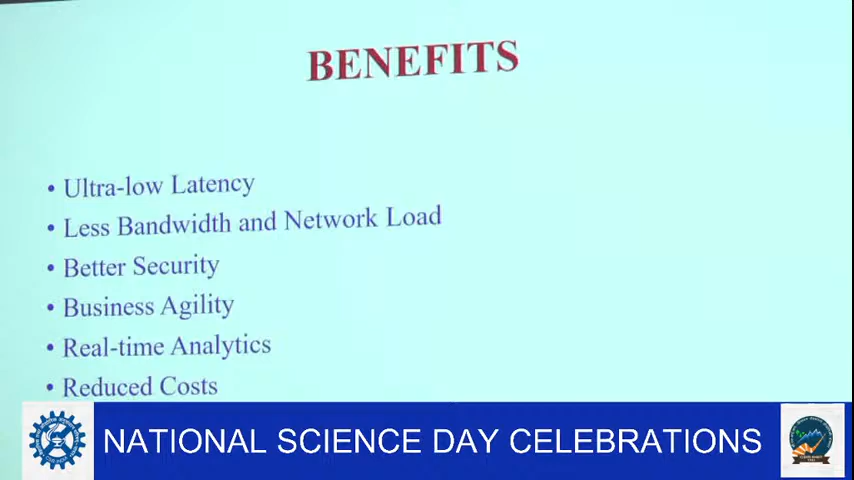 BENEFITS
• Ultra-low Latency
• Less Bandwidth and Network Load
• Better Security
• Business Agility
• Real-time Analytics
• Reduced Costs
NATIONAL SCIENCE DAY CELEBRATIONS